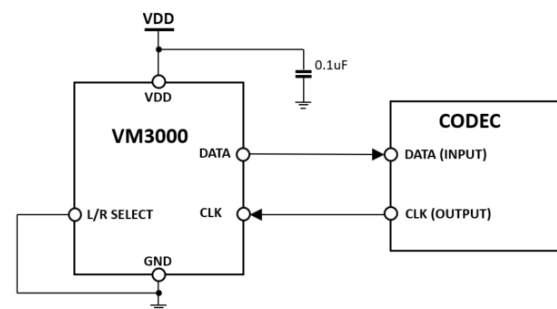 VDD
0.1uF
VDD
VM3000
CODEC
DATA
DATA (INPUT)
L/R SELECT
CLK
CLK (OUTPUT)
GND